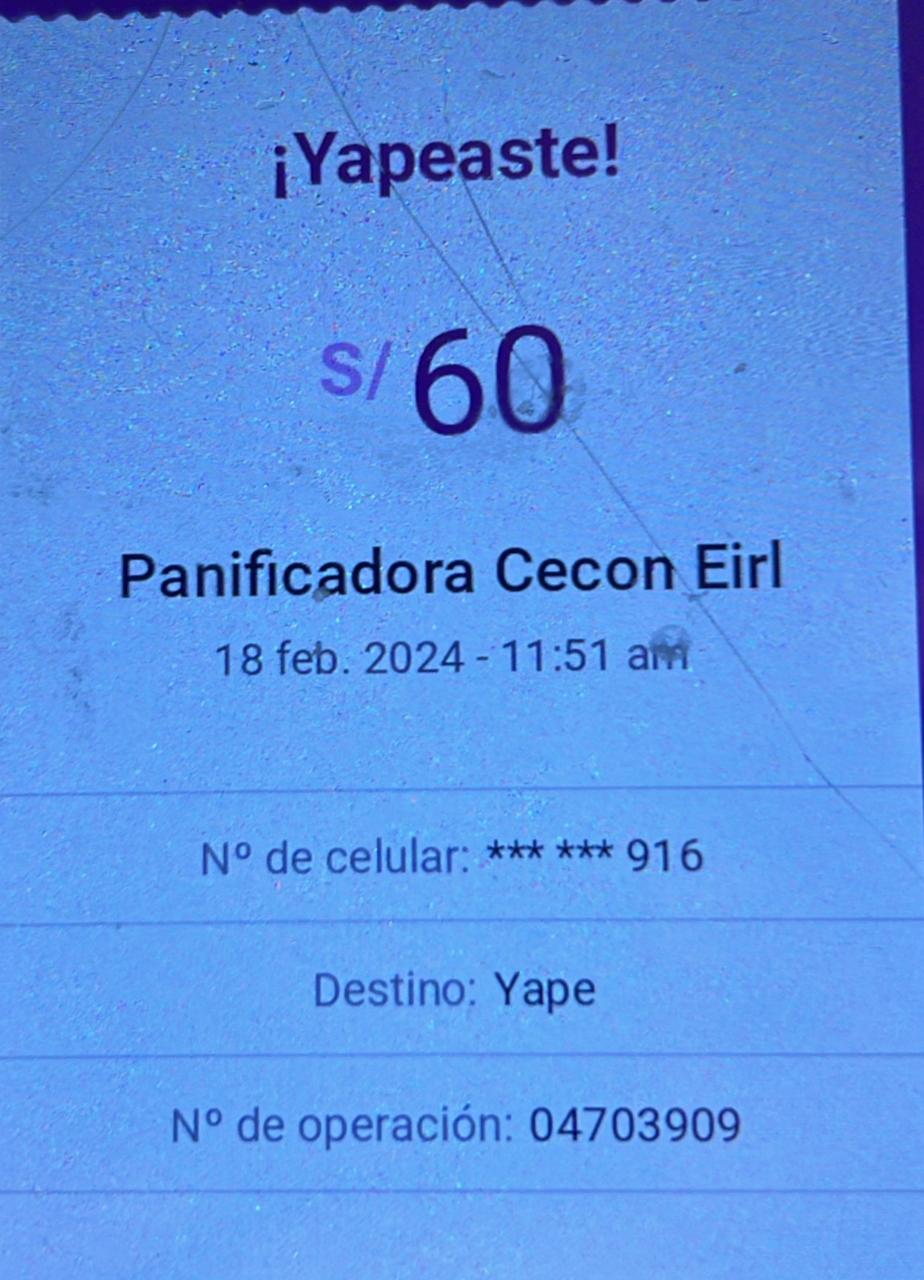 ¡Yapeaste!
S/ 60
Panificadora Cecon Eirl
18 feb. 2024 - 11:51 am
Nº de celular: *** *** 916
Destino: Yape
Nº de operación: 04703909